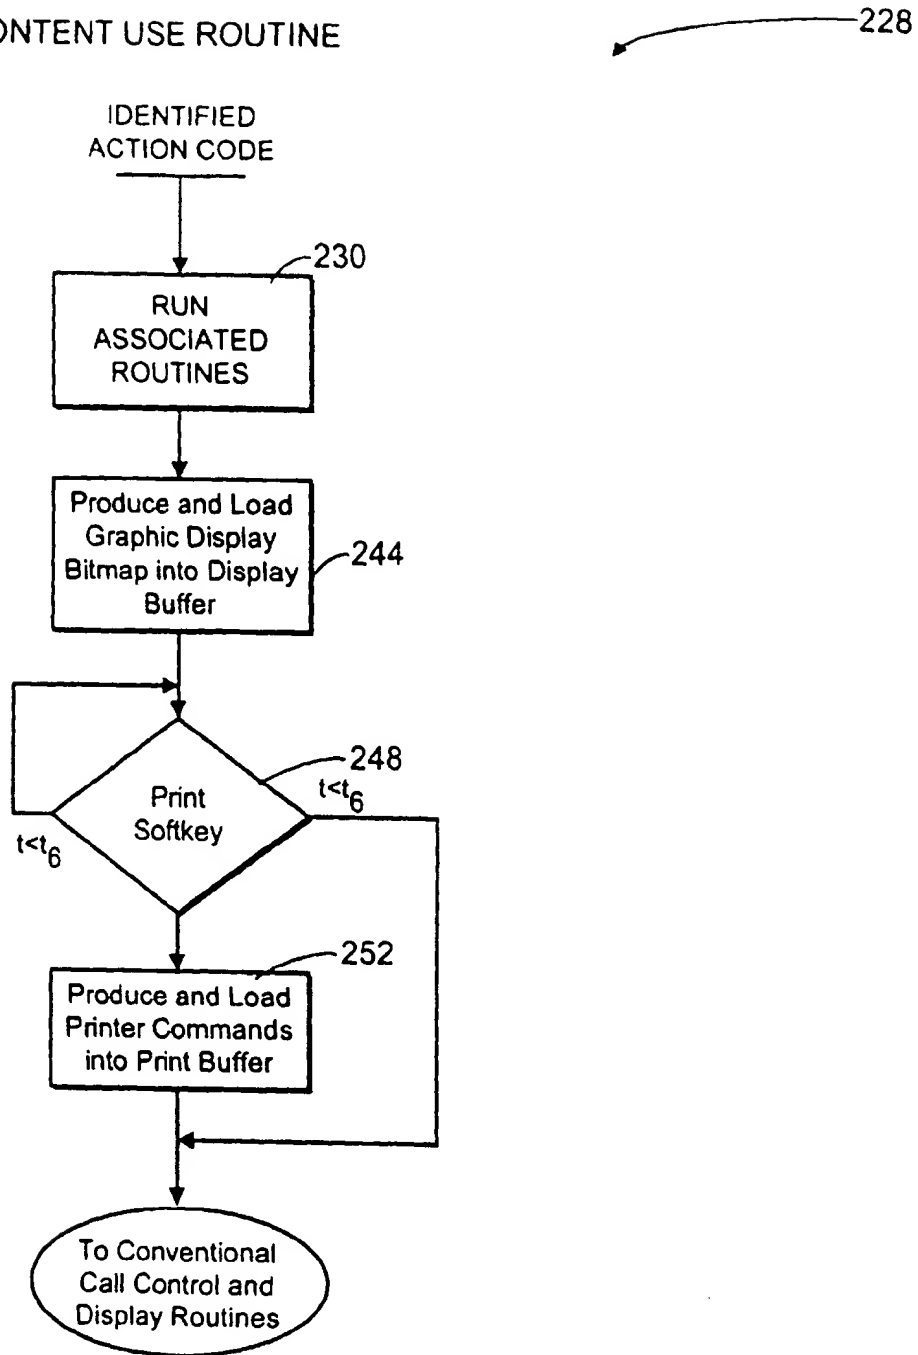 ONTENT USE ROUTINE
228
IDENTIFIED
ACTION CODE
230
RUN
ASSOCIATED
ROUTINES
Produce and Load
Graphic Display
Bitmap into Display
Buffer
244
248
t<t6
Print
Softkey
t<t6
252
Produce and Load
Printer Commands
into Print Buffer
To Conventional
Call Control and
Display Routines